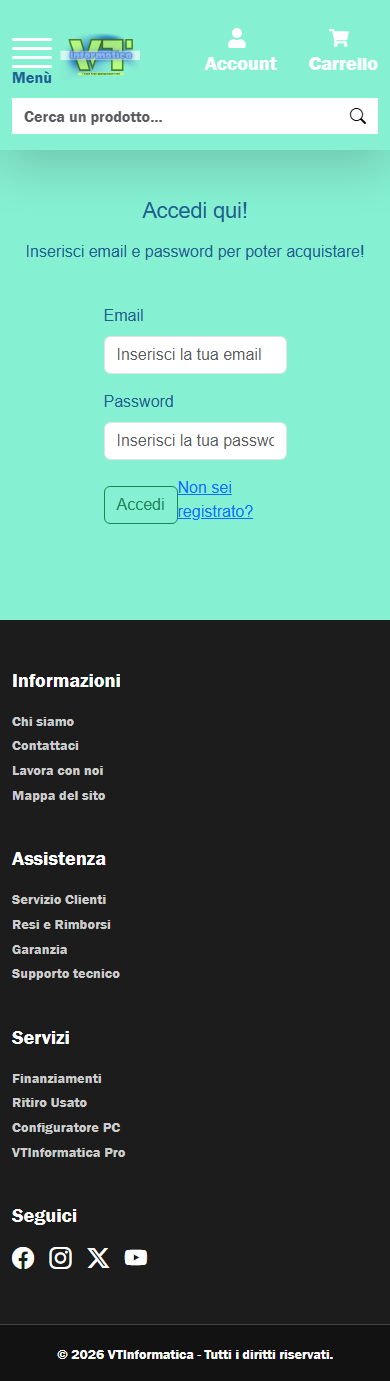 Menù
VTi
Informatica
Account
Carrello
Cerca un prodotto...
Accedi qui!
Inserisci email e password per poter acquistare!
Email
Inserisci la tua email
Password
Inserisci la tua passwo
Accedi
Non sei
registrato?
Informazioni
Chi siamo
Contattaci
Lavora con noi
Mappa del sito
Assistenza
Servizio Clienti
Resi e Rimborsi
Garanzia
Supporto tecnico
Servizi
Finanziamenti
Ritiro Usato
Configuratore PC
VTInformatica Pro
Seguici
© 2026 VTInformatica - Tutti i diritti riservati.